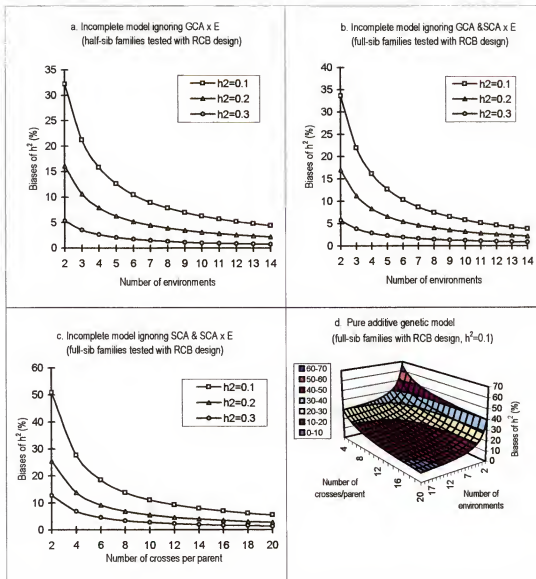 a. Incomplete model ignoring GCA x E
(half-sib families tested with RCB design)
35
30
25
20
15
10
5
0
Biases of h² (%)
h2=0.1
h2=0.2
h2=0.3
2 3 4 5 6 7 8 9 10 11 12 13 14
Number of environments
b. Incomplete model ignoring GCA &SCA x E
(full-sib families tested with RCB design)
40
35
30
25
20
15
10
5
0
Biases of h² (%)
h2=0.1
h2=0.2
h2=0.3
2 3 4 5 6 7 8 9 10 11 12 13 14
Number of environments
c. Incomplete model ignoring SCA & SCA x E
(full-sib families tested with RCB design)
60
50
40
30
20
10
0
Biases of h² (%)
h2=0.1
h2=0.2
h2=0.3
2 4 6 8 10 12 14 16 18 20
Number of crosses per parent
d. Pure additive genetic model
(full-sib families with RCB design, h²=0.1)
60-70
50-60
40-50
30-40
20-30
10-20
0-10
70
60
50
40
30
20
10
0
Biases of h² (%)
4 8 12 16 20
Number of
crosses/parent
17 12 7 2
Number of
environments